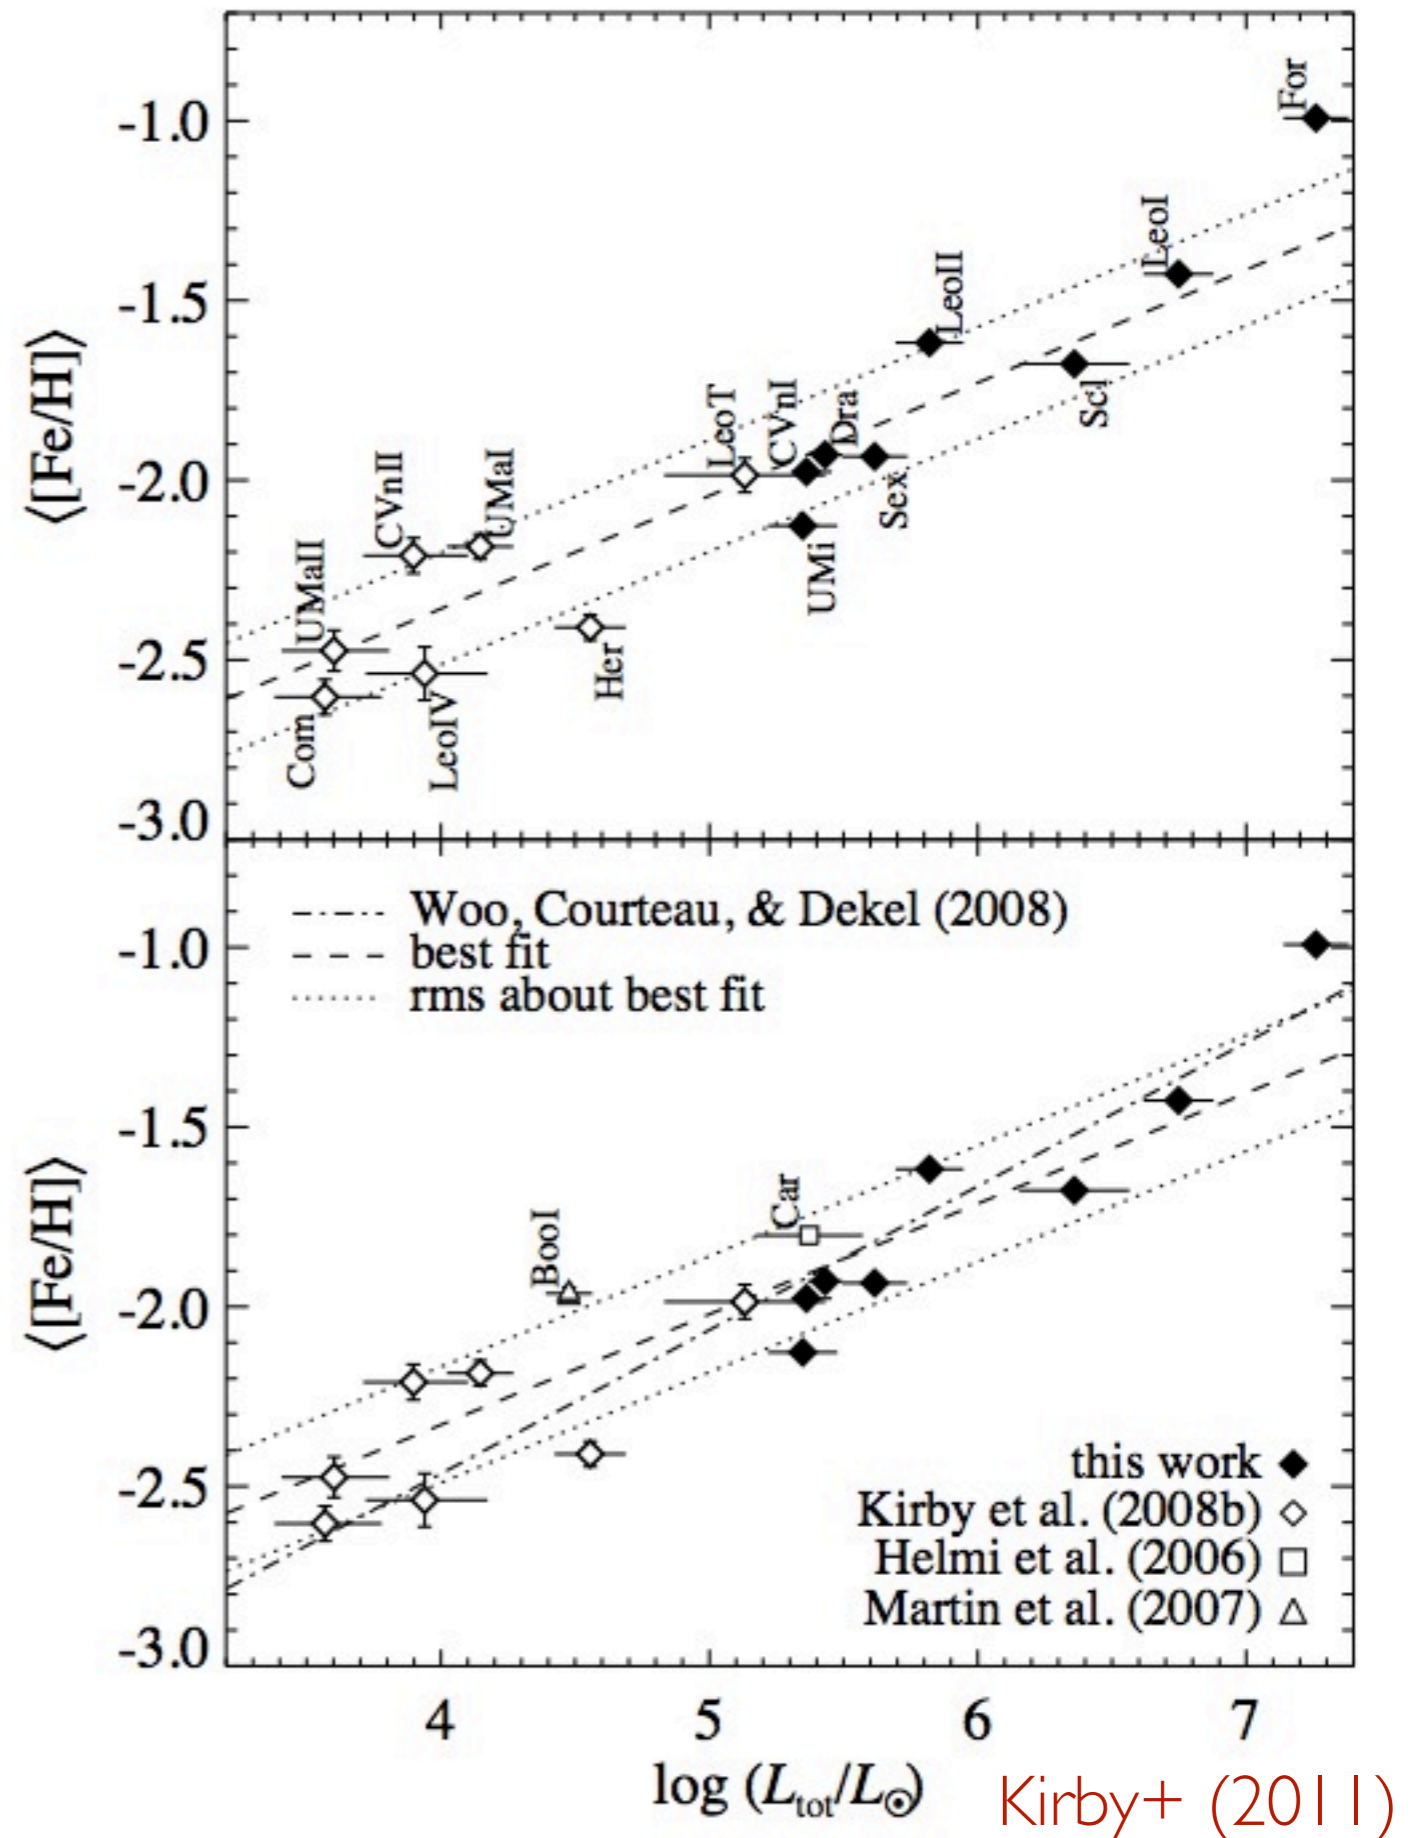 -1.0
-1.5
-2.0
-2.5
-3.0
⟨[Fe/H]⟩
For
LeoI
LeoII
Scl
LeoT
CVnI
Dra
Sex
UMi
CVnII
UMaI
UMaII
Her
Com
LeoIV
Woo, Courteau, & Dekel (2008)
best fit
rms about best fit
-1.0
-1.5
-2.0
-2.5
-3.0
⟨[Fe/H]⟩
Car
BooI
this work
Kirby et al. (2008b)
Helmi et al. (2006)
Martin et al. (2007)
4 5 6 7
log (Ltot/L☉)
Kirby+ (2011)